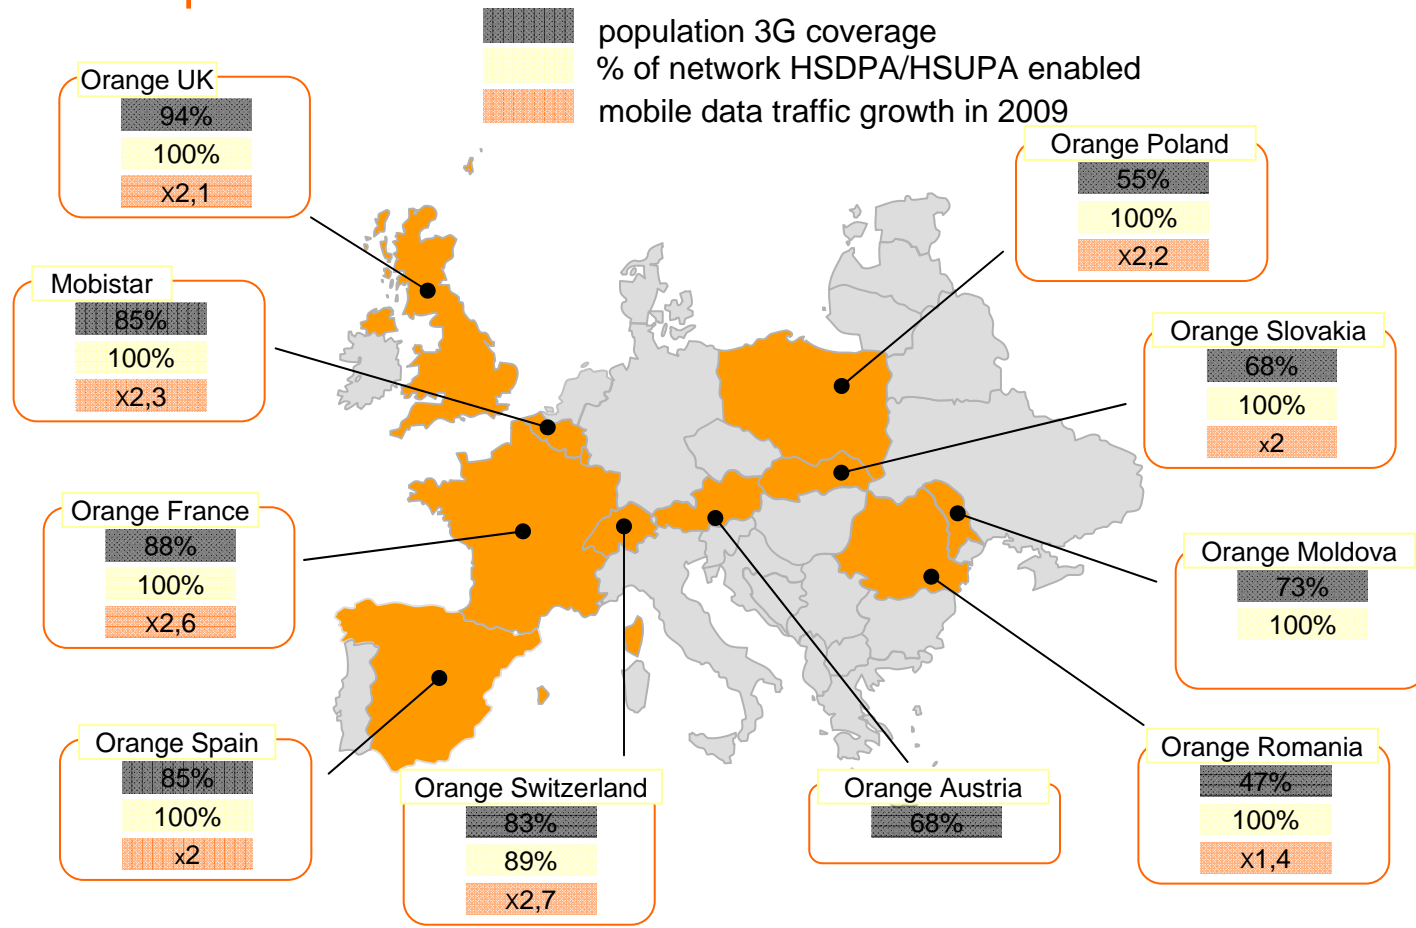 population 3G coverage
% of network HSDPA/HSUPA enabled
mobile data traffic growth in 2009
Orange UK
94%
100%
x2,1
Mobistar
85%
100%
x2,3
Orange France
88%
100%
x2,6
Orange Spain
85%
100%
x2
Orange Switzerland
83%
89%
x2,7
Orange Austria
68%
Orange Poland
55%
100%
x2,2
Orange Slovakia
68%
100%
x2
Orange Moldova
73%
100%
Orange Romania
47%
100%
x1,4